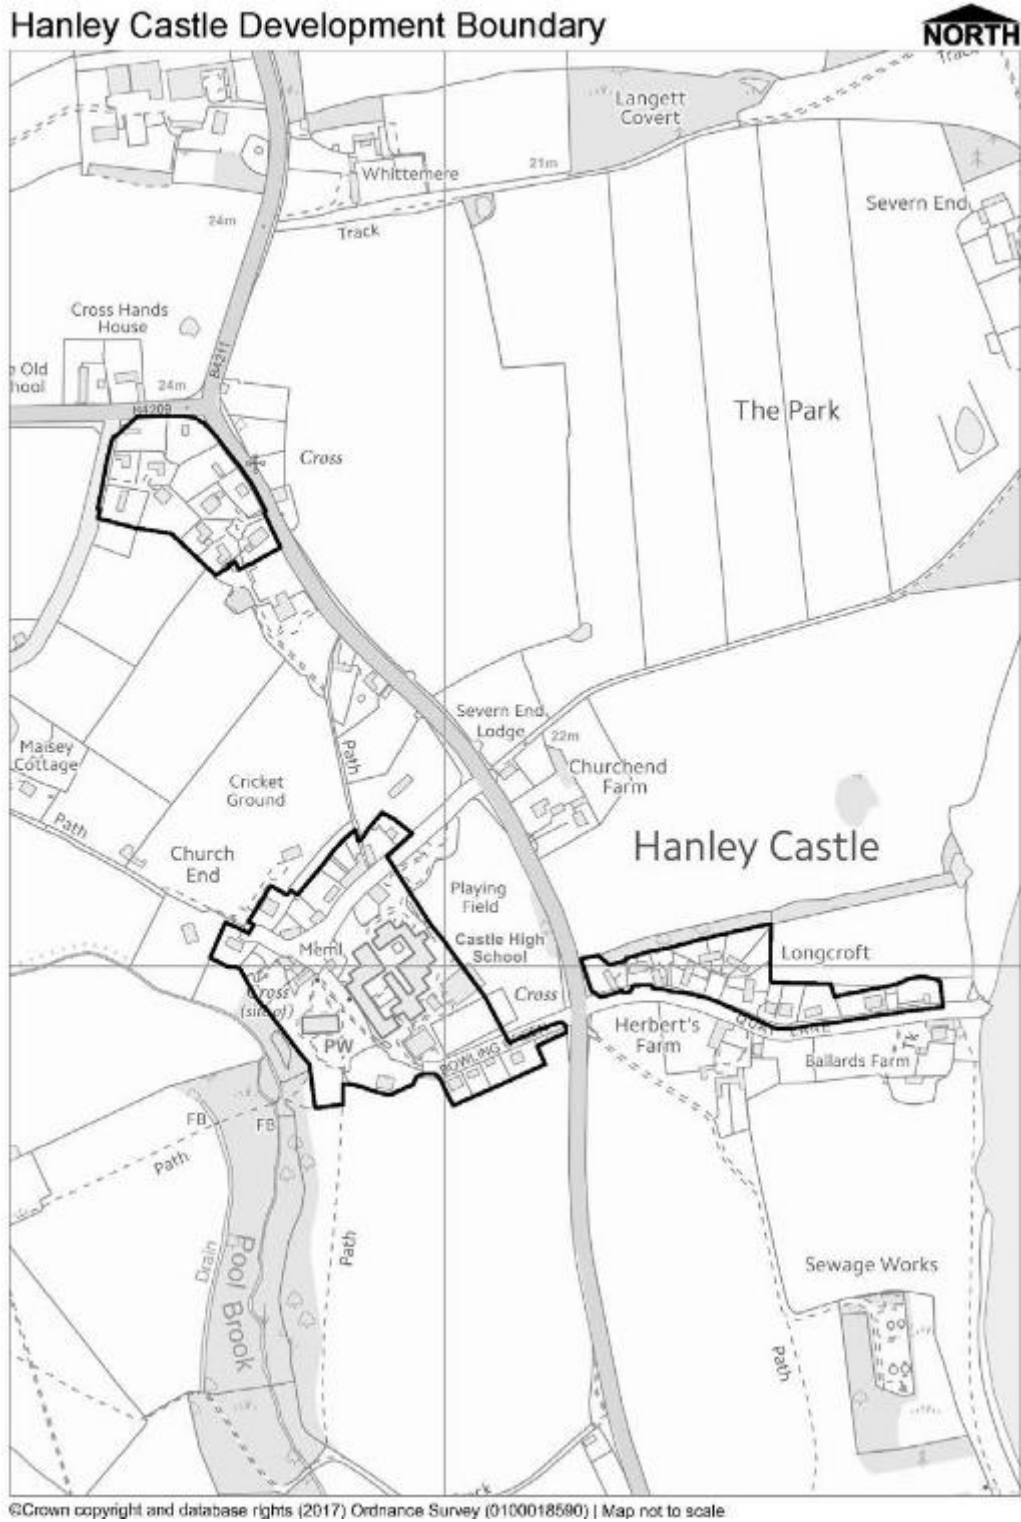 Hanley Castle Development Boundary
NORTH
Track
Langett
Covert
21m
Whittemere
Severn End
24m
Track
Cross Hands
House
B4211
Old
hool
24m
B4209
The Park
Cross
Severn End
Lodge
22m
Maisey
Cottage
Path
Churchend
Farm
Cricket
Ground
Path
Hanley Castle
Church
End
Playing
Field
Castle High
School
Meml
Longcroft
Cross
(site of)
Cross
PW
Herbert's
Farm
QUAY LANE
BOWLING
Ballards Farm
Tk
FB
FB
Path
Drain
Pool Brook
Path
Sewage Works
Path
©Crown copyright and database rights (2017) Ordnance Survey (0100018590) | Map not to scale